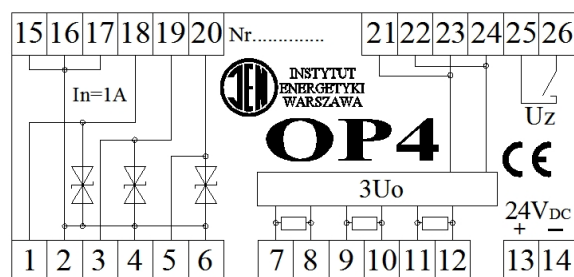 15 16 17 18 19 20 Nr.............. 21 22 23 24 25 26
In=1A
JEN
INSTYTUT
ENERGETYKI
WARSZAWA
Uz
OP4
CE
3Uo
24VDC
+ −
1 2 3 4 5 6 7 8 9 10 11 12 13 14